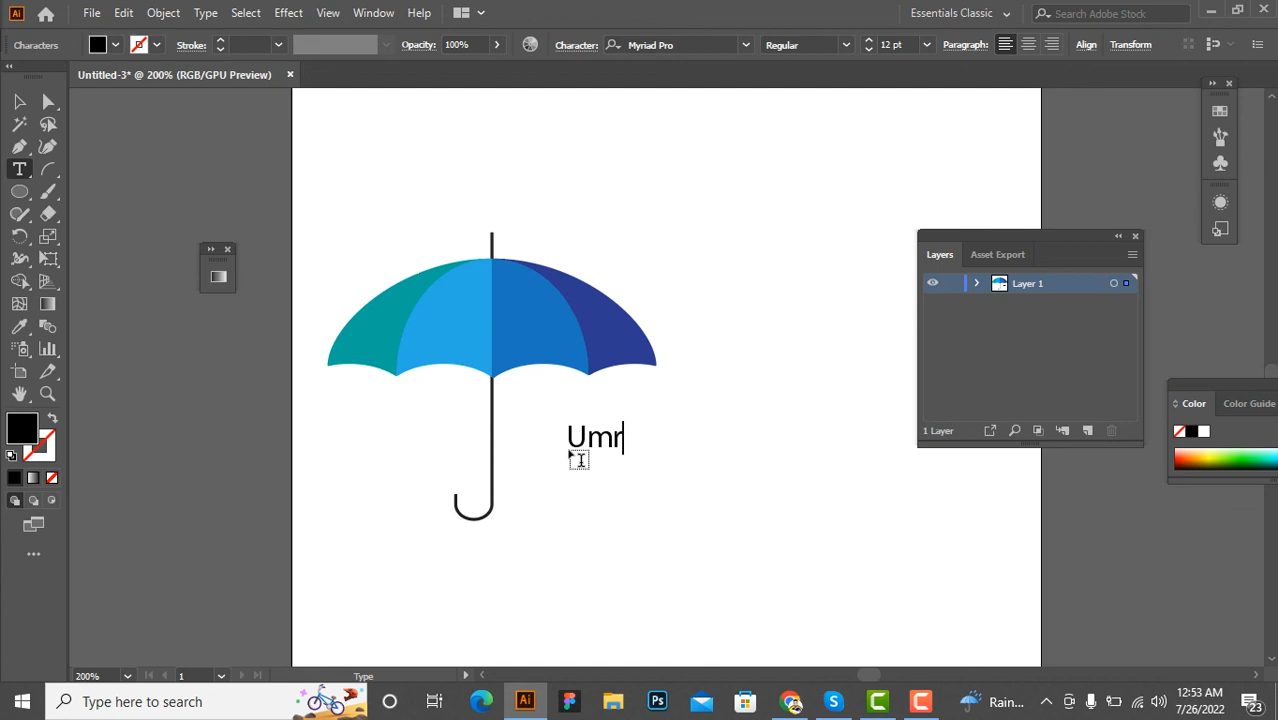 Ai File Edit Object Type Select Effect View Window Help Essentials Classic Search Adobe Stock
Characters Stroke: Opacity: 100% Character: Myriad Pro Regular 12 pt Paragraph: Align Transform
Untitled-3* @ 200% (RGB/GPU Preview)
Layers Asset Export
Layer 1
Color Color Guide
Umr
1 Layer
200% 1 Type
Type here to search Ai Ps Rain... 12:53 AM
7/26/2022 23